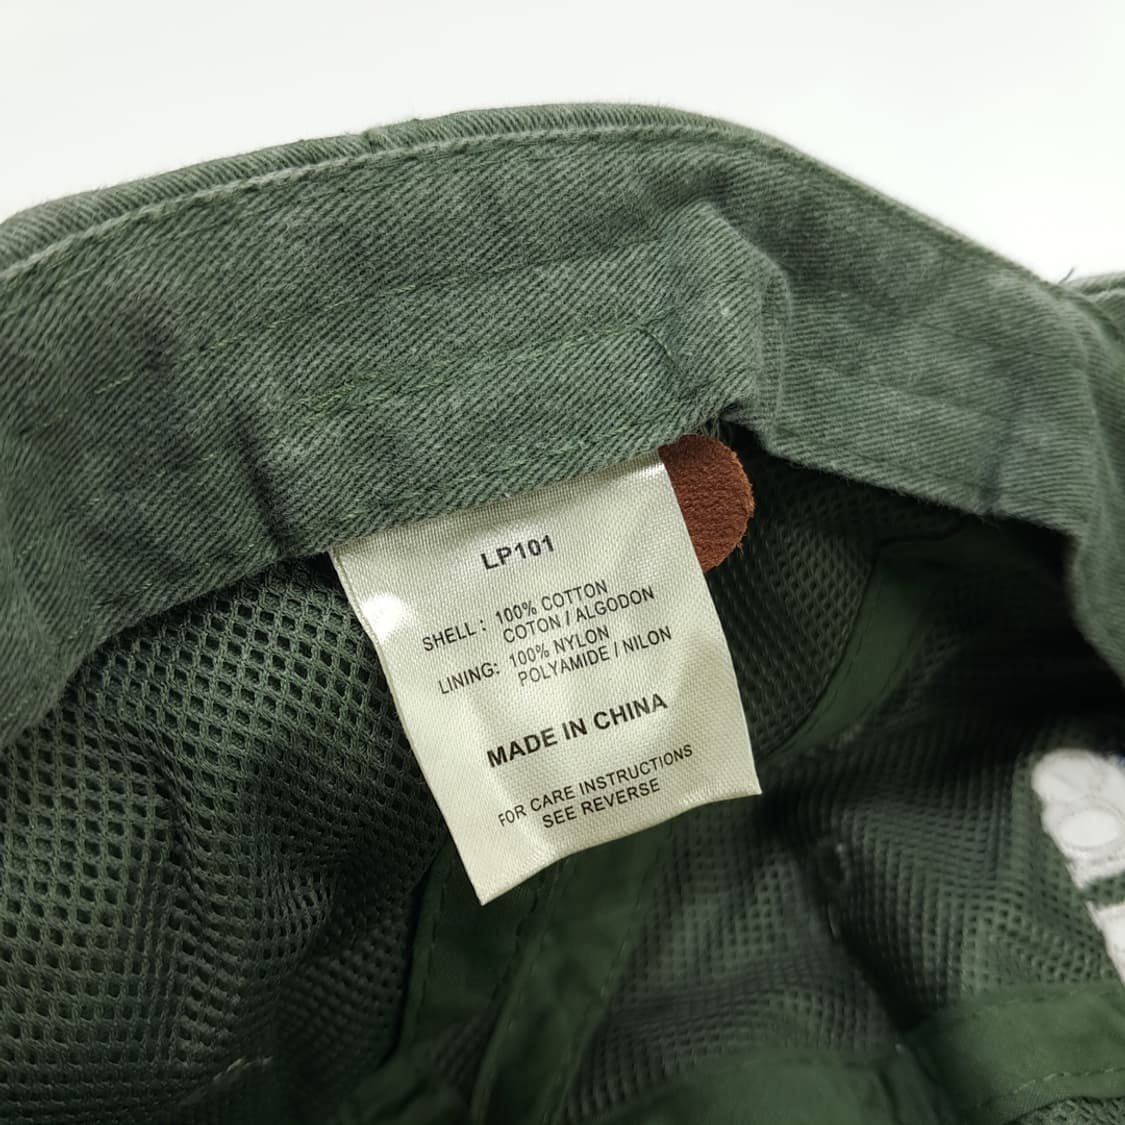 LP101
SHELL : 100% COTTON
COTON / ALGODON
LINING: 100% NYLON
POLYAMIDE / NILON
MADE IN CHINA
FOR CARE INSTRUCTIONS
SEE REVERSE